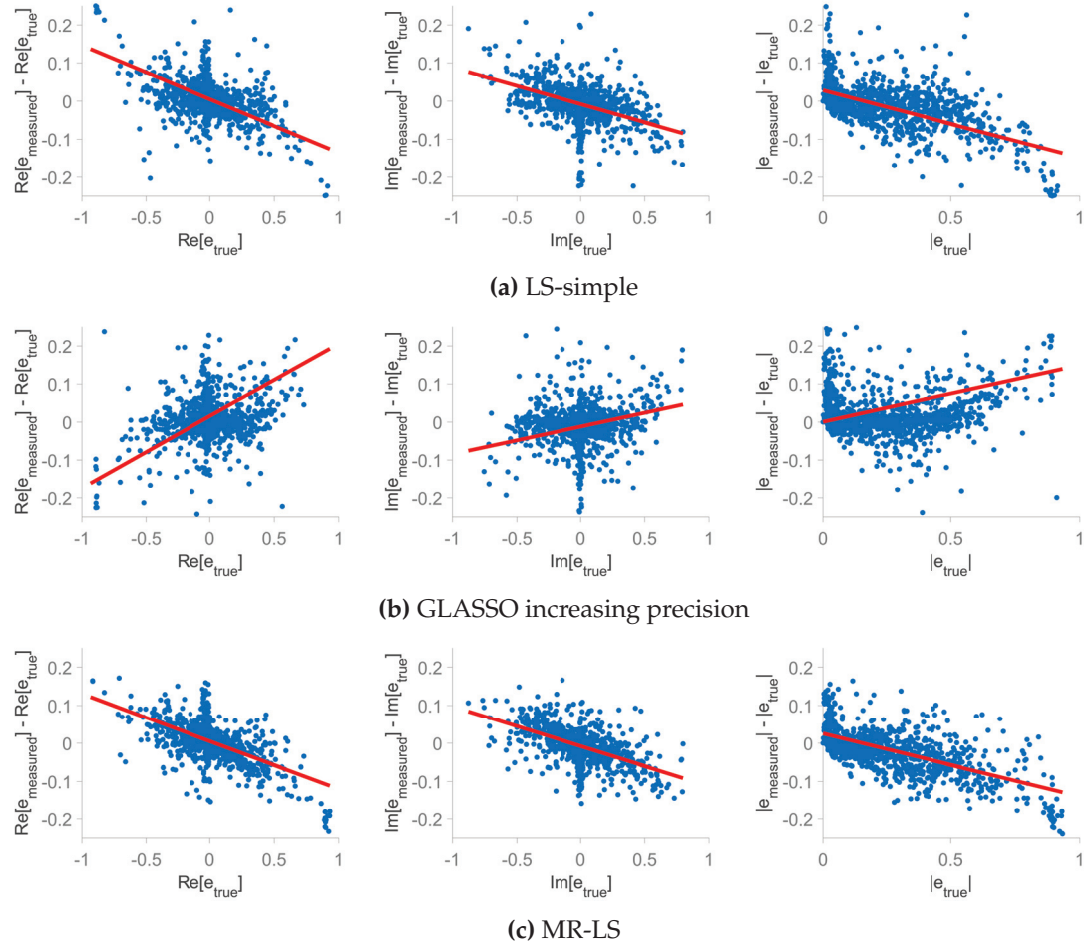 0.2
0.1
0
-0.1
-0.2
Re[e_measured] - Re[e_true]
-1 -0.5 0 0.5 1
Re[e_true]
0.2
0.1
0
-0.1
-0.2
Im[e_measured] - Im[e_true]
-1 -0.5 0 0.5 1
Im[e_true]
0.2
0.1
0
-0.1
-0.2
|e_measured| - |e_true|
0 0.5 1
|e_true|
(a) LS-simple
0.2
0.1
0
-0.1
-0.2
Re[e_measured] - Re[e_true]
-1 -0.5 0 0.5 1
Re[e_true]
0.2
0.1
0
-0.1
-0.2
Im[e_measured] - Im[e_true]
-1 -0.5 0 0.5 1
Im[e_true]
0.2
0.1
0
-0.1
-0.2
|e_measured| - |e_true|
0 0.5 1
|e_true|
(b) GLASSO increasing precision
0.2
0.1
0
-0.1
-0.2
Re[e_measured] - Re[e_true]
-1 -0.5 0 0.5 1
Re[e_true]
0.2
0.1
0
-0.1
-0.2
Im[e_measured] - Im[e_true]
-1 -0.5 0 0.5 1
Im[e_true]
0.2
0.1
0
-0.1
-0.2
|e_measured| - |e_true|
0 0.5 1
|e_true|
(c) MR-LS